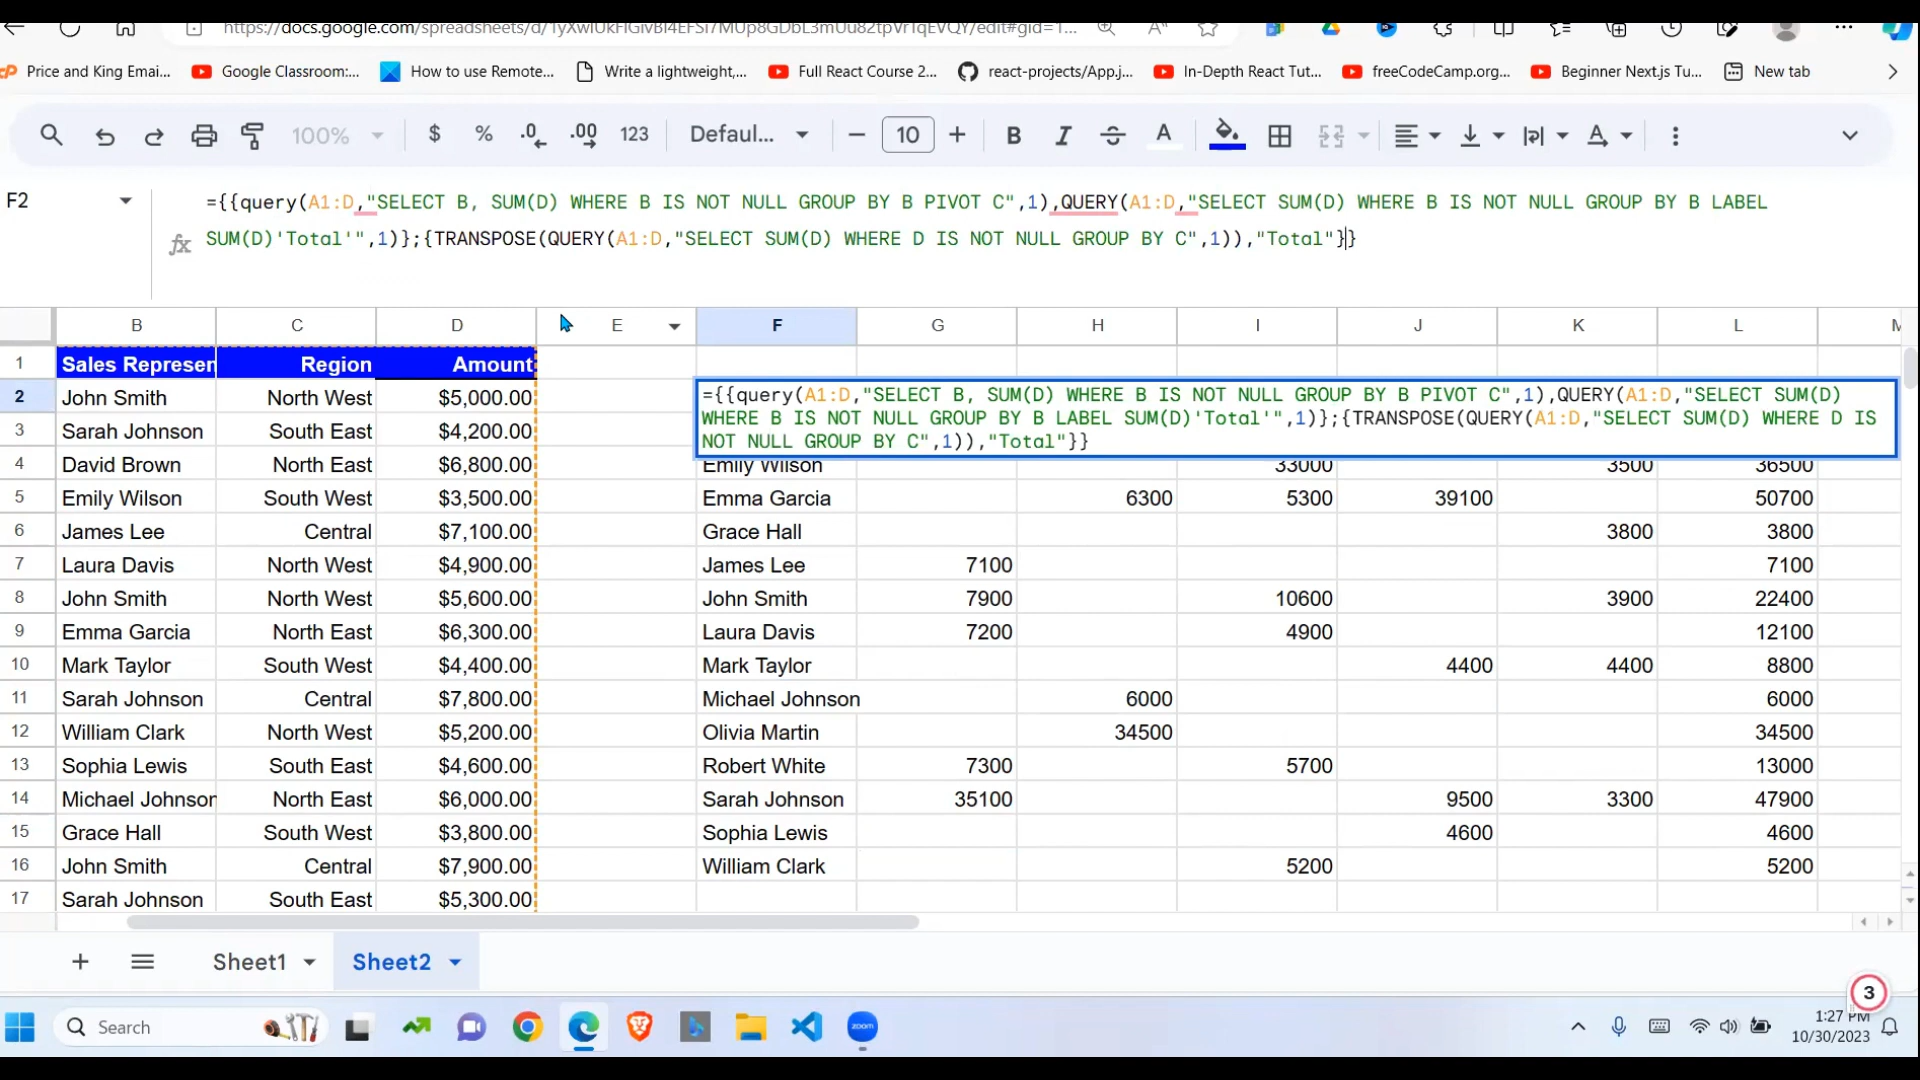 https://docs.google.com/spreadsheets/d/1yXwIUkFIGivBI4EFSi7MUp8GDbL3mUu82tpVr1qEVQY/edit#gid=1...
Price and King Emai... Google Classroom:... How to use Remote... Write a lightweight,... Full React Course 2... react-projects/App.j... In-Depth React Tut... freeCodeCamp.org... Beginner Next.js Tu... New tab
100% $ % .0 .00 123 Defaul... 10 B I A
F2
={{query(A1:D,"SELECT B, SUM(D) WHERE B IS NOT NULL GROUP BY B PIVOT C",1),QUERY(A1:D,"SELECT SUM(D) WHERE B IS NOT NULL GROUP BY B LABEL
fx SUM(D)'Total'",1)};{TRANSPOSE(QUERY(A1:D,"SELECT SUM(D) WHERE D IS NOT NULL GROUP BY C",1)),"Total"}}
B C D E F G H I J K L
1 Sales Represen Region Amount
2 John Smith North West $5,000.00
={{query(A1:D,"SELECT B, SUM(D) WHERE B IS NOT NULL GROUP BY B PIVOT C",1),QUERY(A1:D,"SELECT SUM(D)
WHERE B IS NOT NULL GROUP BY B LABEL SUM(D)'Total'",1)};{TRANSPOSE(QUERY(A1:D,"SELECT SUM(D) WHERE D IS
NOT NULL GROUP BY C",1)),"Total"}}
3 Sarah Johnson South East $4,200.00
4 David Brown North East $6,800.00 Emily Wilson 33000 3500 36500
5 Emily Wilson South West $3,500.00 Emma Garcia 6300 5300 39100 50700
6 James Lee Central $7,100.00 Grace Hall 3800 3800
7 Laura Davis North West $4,900.00 James Lee 7100 7100
8 John Smith North West $5,600.00 John Smith 7900 10600 3900 22400
9 Emma Garcia North East $6,300.00 Laura Davis 7200 4900 12100
10 Mark Taylor South West $4,400.00 Mark Taylor 4400 4400 8800
11 Sarah Johnson Central $7,800.00 Michael Johnson 6000 6000
12 William Clark North West $5,200.00 Olivia Martin 34500 34500
13 Sophia Lewis South East $4,600.00 Robert White 7300 5700 13000
14 Michael Johnson North East $6,000.00 Sarah Johnson 35100 9500 3300 47900
15 Grace Hall South West $3,800.00 Sophia Lewis 4600 4600
16 John Smith Central $7,900.00 William Clark 5200 5200
17 Sarah Johnson South East $5,300.00
Sheet1 Sheet2
3
Search
zoom
1:27 PM
10/30/2023